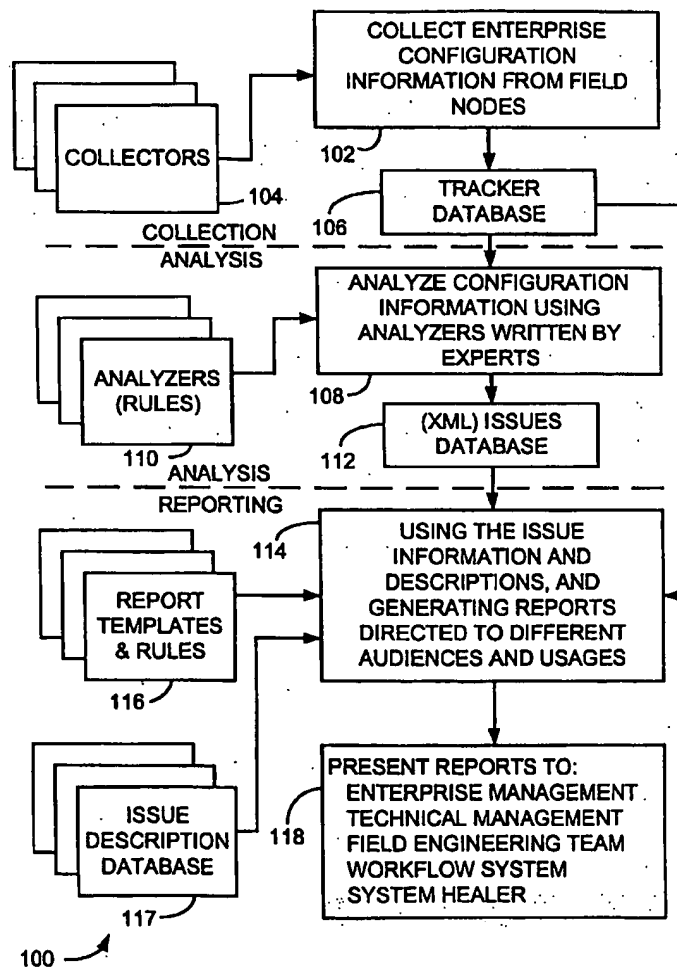 COLLECT ENTERPRISE
CONFIGURATION
INFORMATION FROM FIELD
NODES
102
COLLECTORS
104
TRACKER
DATABASE
106
COLLECTION
ANALYSIS
ANALYZE CONFIGURATION
INFORMATION USING
ANALYZERS WRITTEN BY
EXPERTS
108
ANALYZERS
(RULES)
110
(XML) ISSUES
DATABASE
112
ANALYSIS
REPORTING
114
USING THE ISSUE
INFORMATION AND
DESCRIPTIONS, AND
GENERATING REPORTS
DIRECTED TO DIFFERENT
AUDIENCES AND USAGES
REPORT
TEMPLATES
& RULES
116
ISSUE
DESCRIPTION
DATABASE
117
PRESENT REPORTS TO:
ENTERPRISE MANAGEMENT
TECHNICAL MANAGEMENT
FIELD ENGINEERING TEAM
WORKFLOW SYSTEM
SYSTEM HEALER
118
100